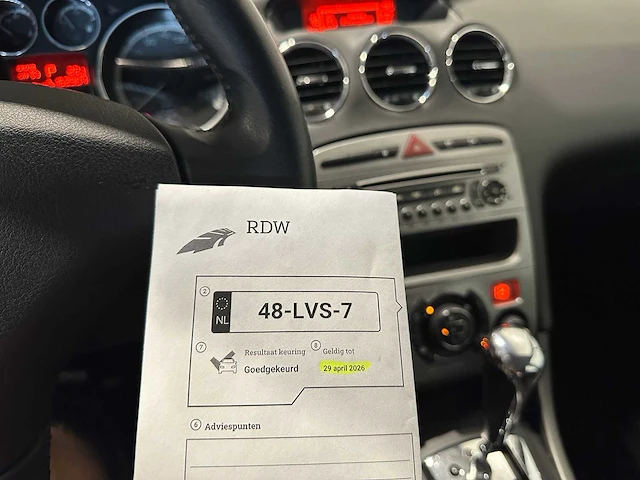 RDW
2
NL
48-LVS-7
7 Resultaat keuring
Goedgekeurd
8 Geldig tot
29 april 2026
6 Adviespunten